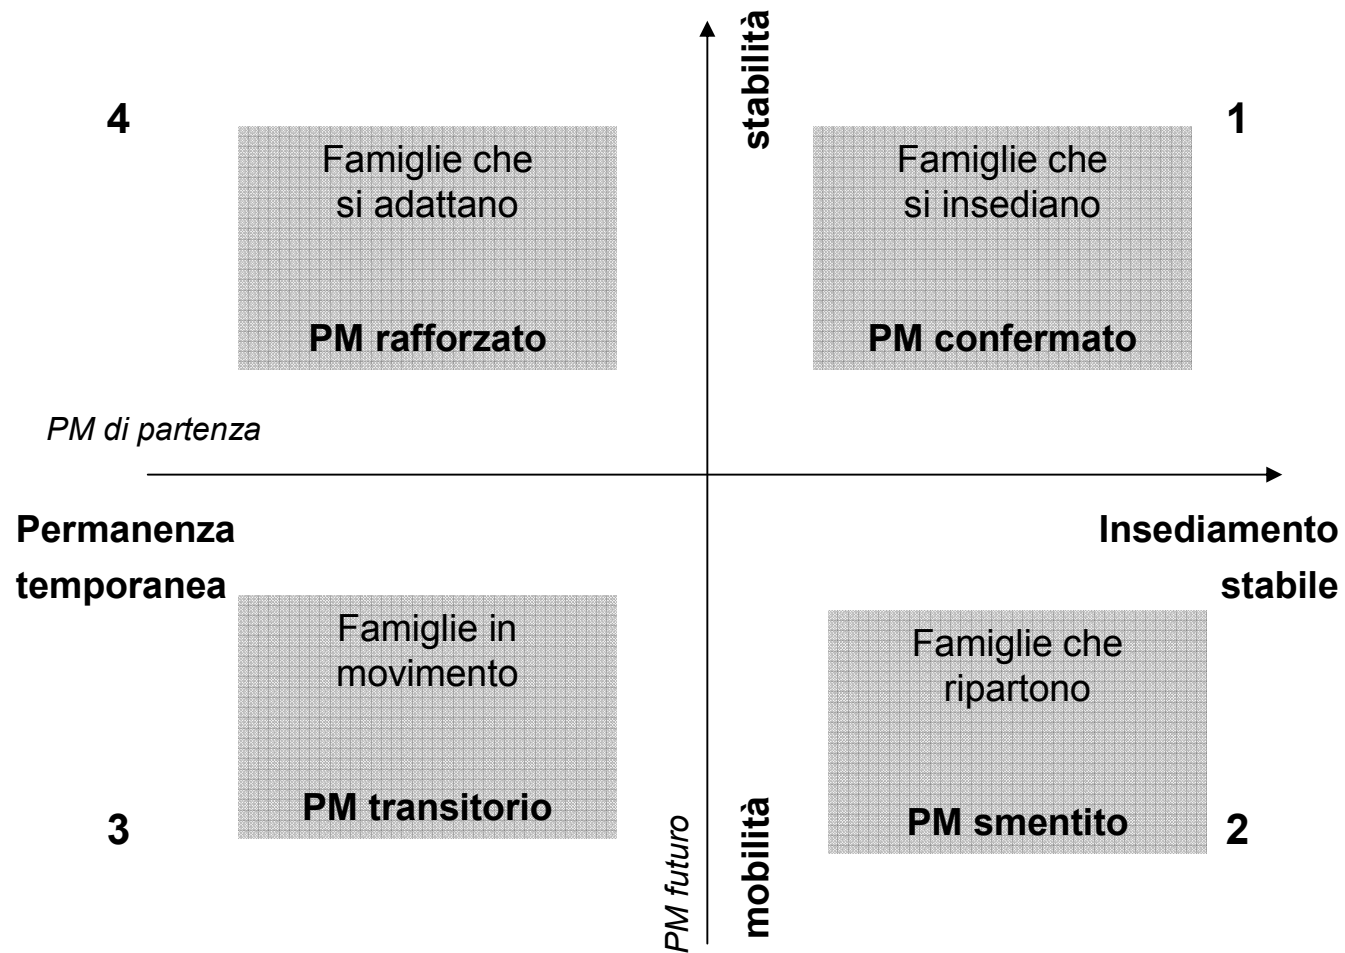 stabilità
4
1
Famiglie che
si adattano
PM rafforzato
Famiglie che
si insediano
PM confermato
PM di partenza
Permanenza
temporanea
Insediamento
stabile
Famiglie in
movimento
PM transitorio
Famiglie che
ripartono
PM smentito
3
2
PM futuro
mobilità